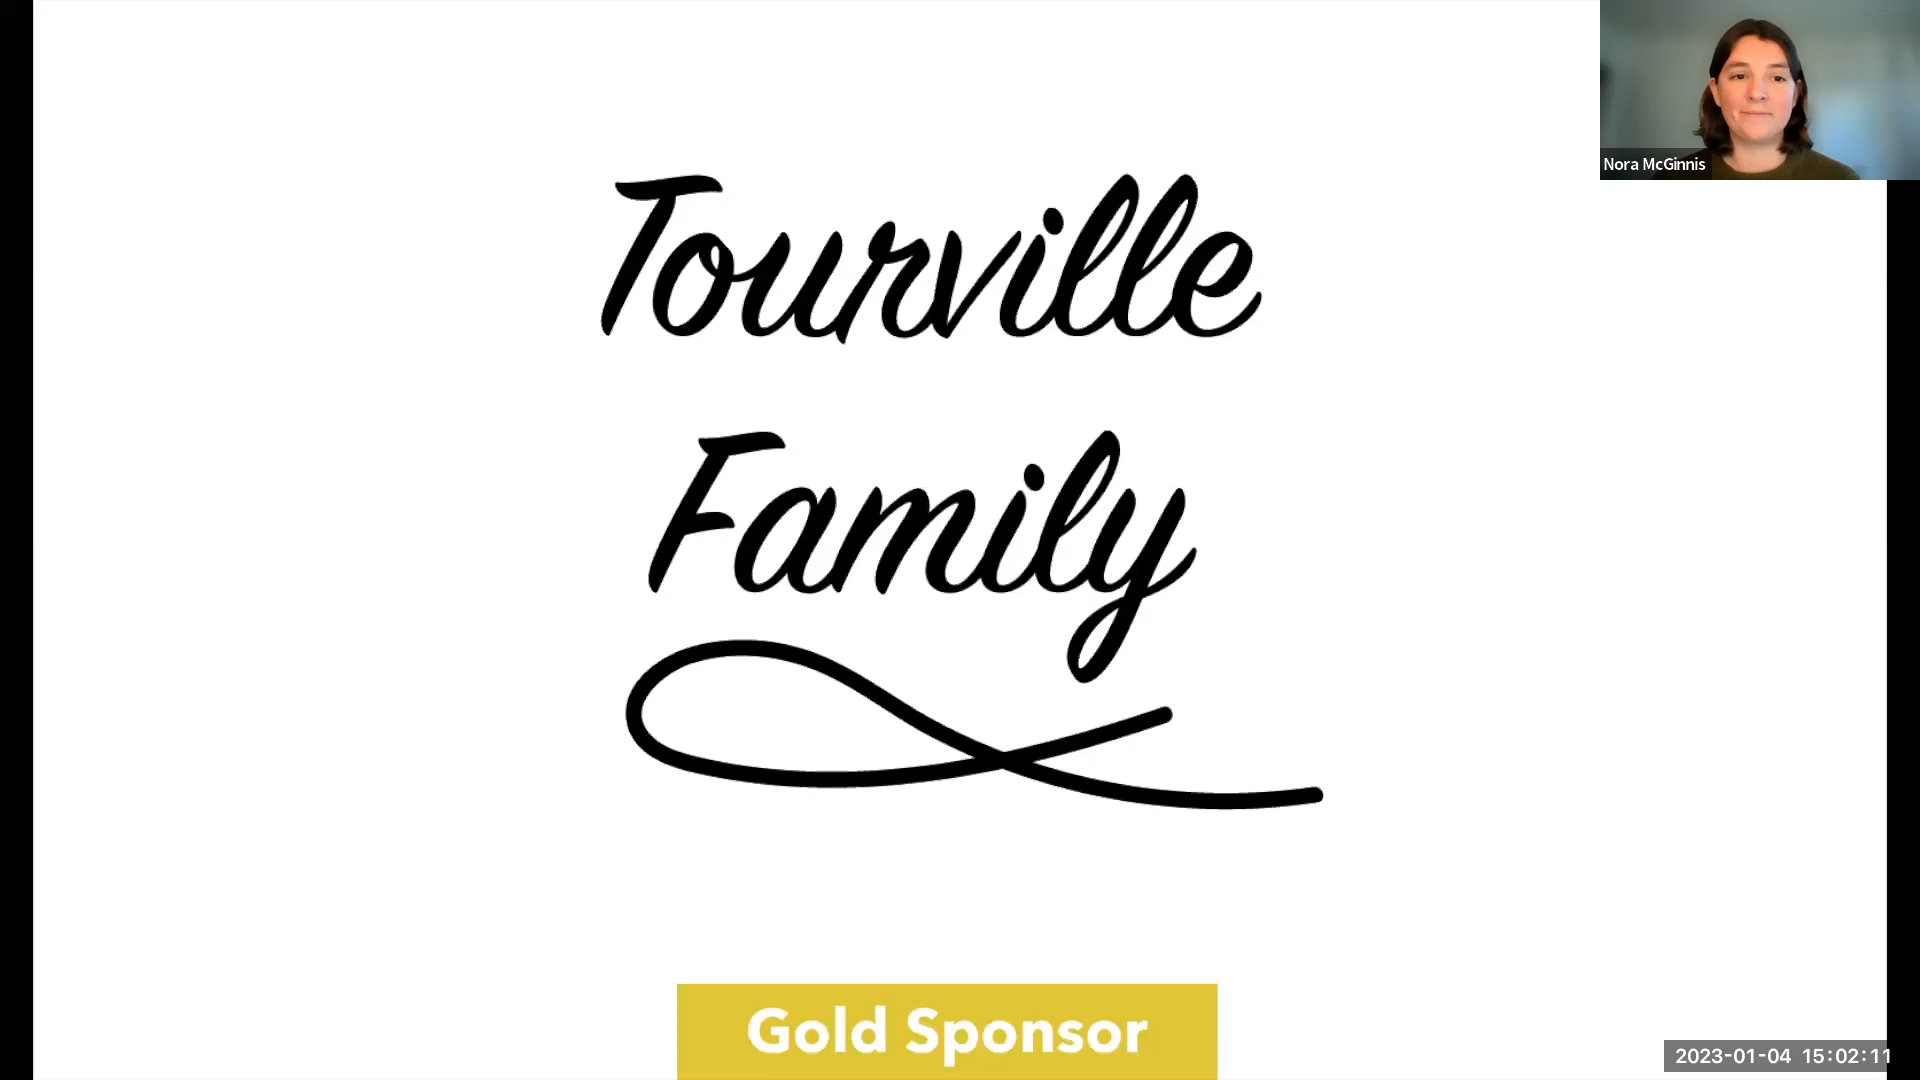 Nora McGinnis
Tourville
Family
Gold Sponsor
2023-01-04 15:02:11